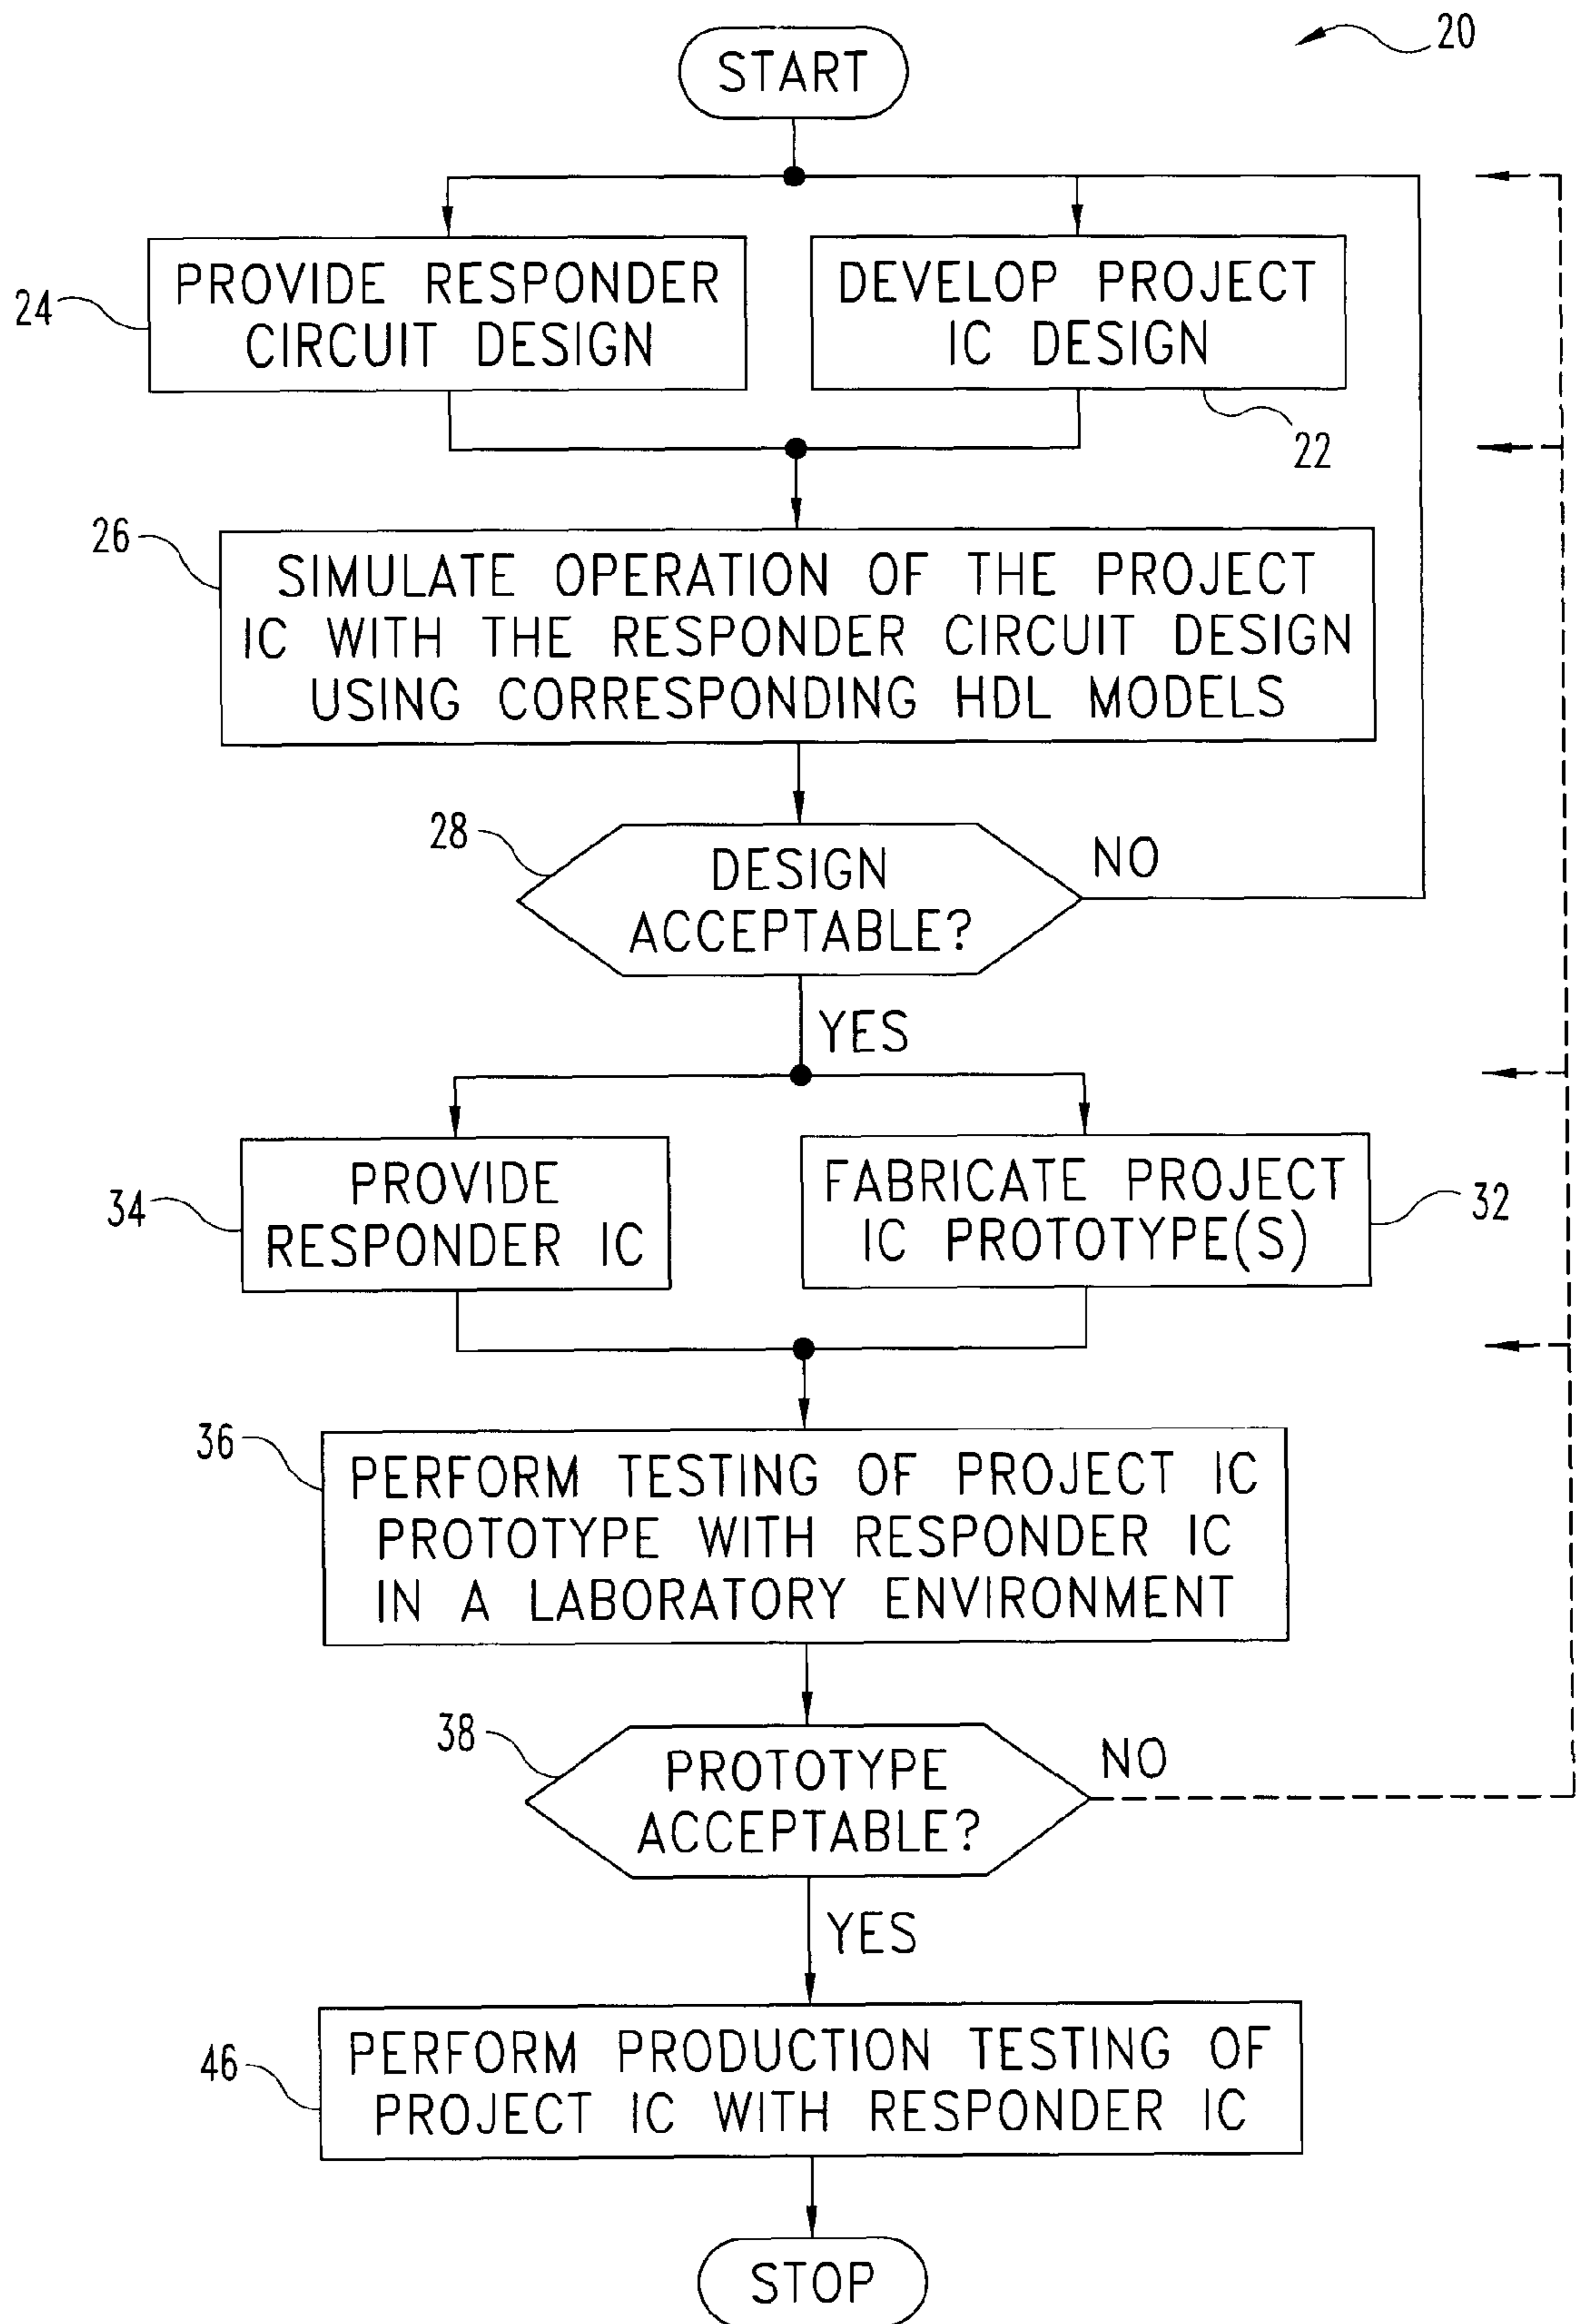 20
START
24
PROVIDE RESPONDER
CIRCUIT DESIGN
DEVELOP PROJECT
IC DESIGN
22
26
SIMULATE OPERATION OF THE PROJECT
IC WITH THE RESPONDER CIRCUIT DESIGN
USING CORRESPONDING HDL MODELS
28
DESIGN
ACCEPTABLE?
NO
YES
34
PROVIDE
RESPONDER IC
FABRICATE PROJECT
IC PROTOTYPE(S)
32
36
PERFORM TESTING OF PROJECT IC
PROTOTYPE WITH RESPONDER IC
IN A LABORATORY ENVIRONMENT
38
PROTOTYPE
ACCEPTABLE?
NO
YES
46
PERFORM PRODUCTION TESTING OF
PROJECT IC WITH RESPONDER IC
STOP